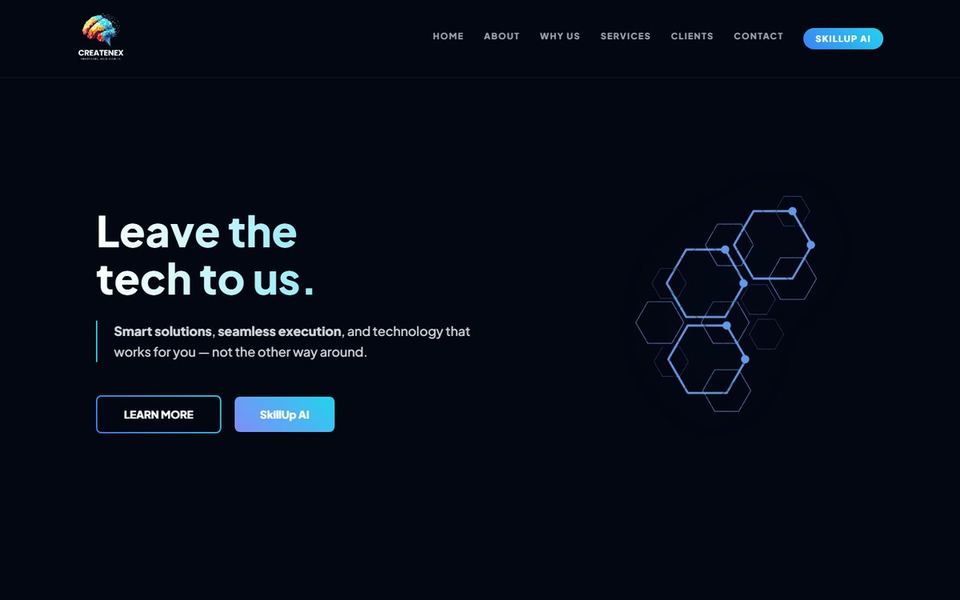 CREATENEX
HOME
ABOUT
WHY US
SERVICES
CLIENTS
CONTACT
SKILLUP AI
Leave the
tech to us.
Smart solutions, seamless execution, and technology that
works for you — not the other way around.
LEARN MORE
SkillUp AI